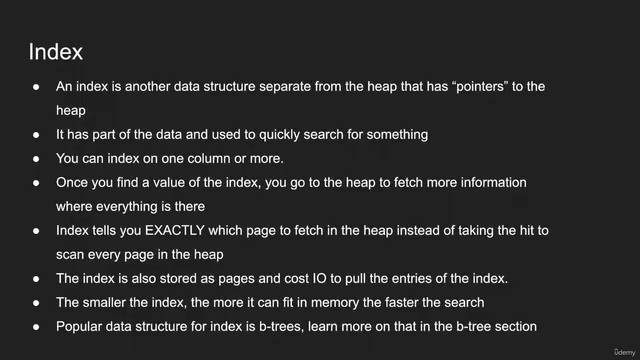 Index
● An index is another data structure separate from the heap that has “pointers” to the
heap
● It has part of the data and used to quickly search for something
● You can index on one column or more.
● Once you find a value of the index, you go to the heap to fetch more information
where everything is there
● Index tells you EXACTLY which page to fetch in the heap instead of taking the hit to
scan every page in the heap
● The index is also stored as pages and cost IO to pull the entries of the index.
● The smaller the index, the more it can fit in memory the faster the search
● Popular data structure for index is b-trees, learn more on that in the b-tree section
ûdemy